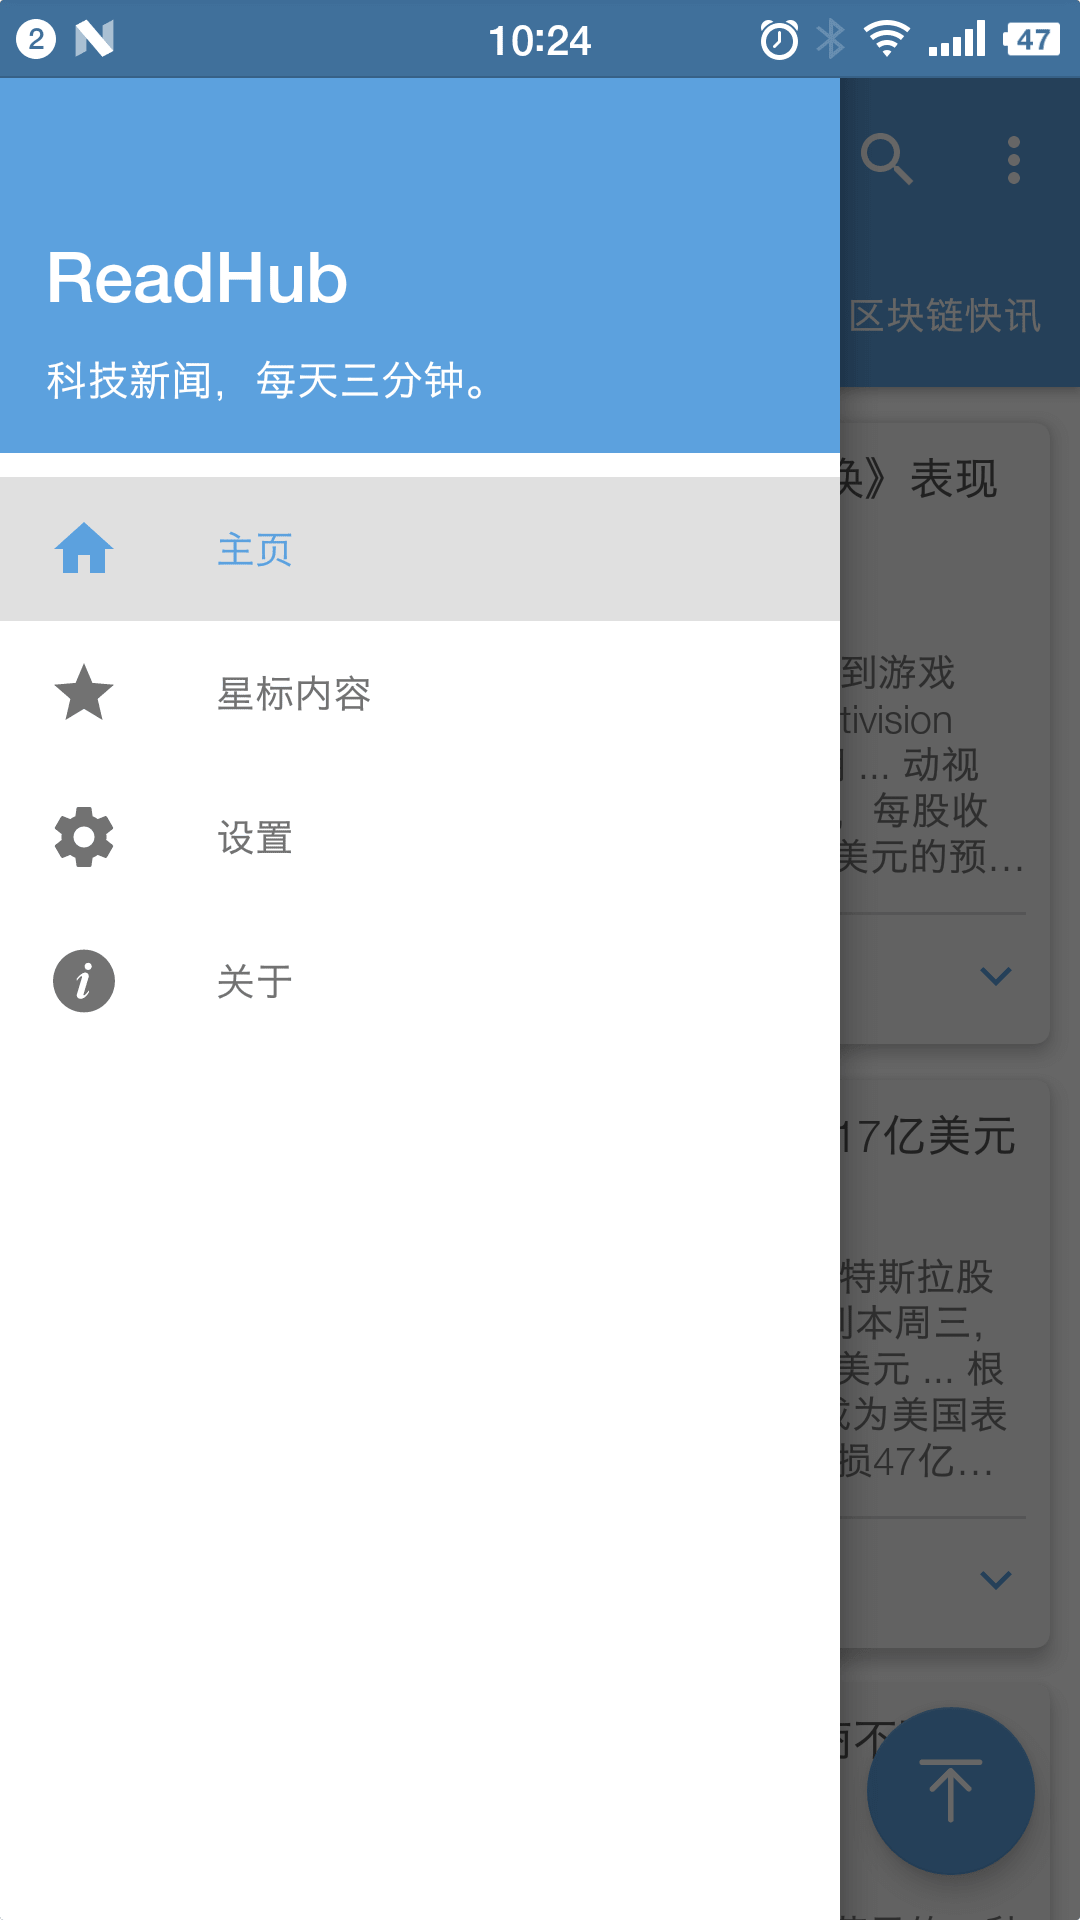 2
10:24
47
ReadHub
科技新闻，每天三分钟。
主页
星标内容
设置
关于
区块链快讯
》表现
到游戏
tivision
... 动视
，每股收
美元的预...
17亿美元
特斯拉股
本周三，
美元 ... 根
成为美国表
损47亿...
不